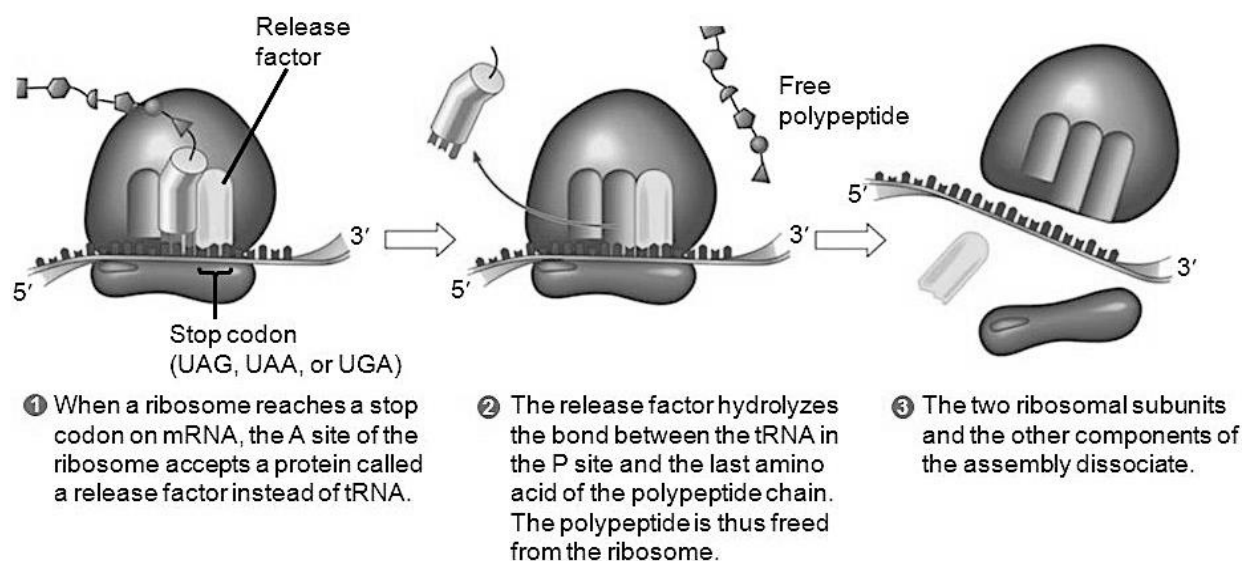 Release
factor
Free
polypeptide
5′
3′
5′
3′
5′
3′
Stop codon
(UAG, UAA, or UGA)
1 When a ribosome reaches a stop
codon on mRNA, the A site of the
ribosome accepts a protein called
a release factor instead of tRNA.
2 The release factor hydrolyzes
the bond between the tRNA in
the P site and the last amino
acid of the polypeptide chain.
The polypeptide is thus freed
from the ribosome.
3 The two ribosomal subunits
and the other components of
the assembly dissociate.